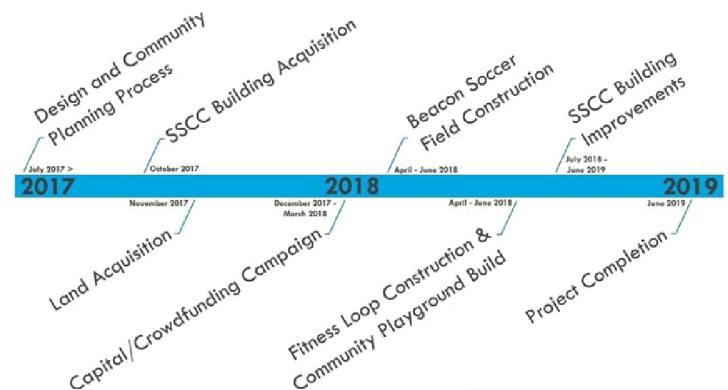 Design and Community
Planning Process
SSCC Building Acquisition
Beacon Soccer
Field Construction
SSCC Building
Improvements
July 2017 >
October 2017
April - June 2018
July 2018 -
June 2019
2017
2018
2019
November 2017
December 2017 -
March 2018
April - June 2018
June 2019
Land Acquisition
Capital/Crowdfunding Campaign
Fitness Loop Construction &
Community Playground Build
Project Completion